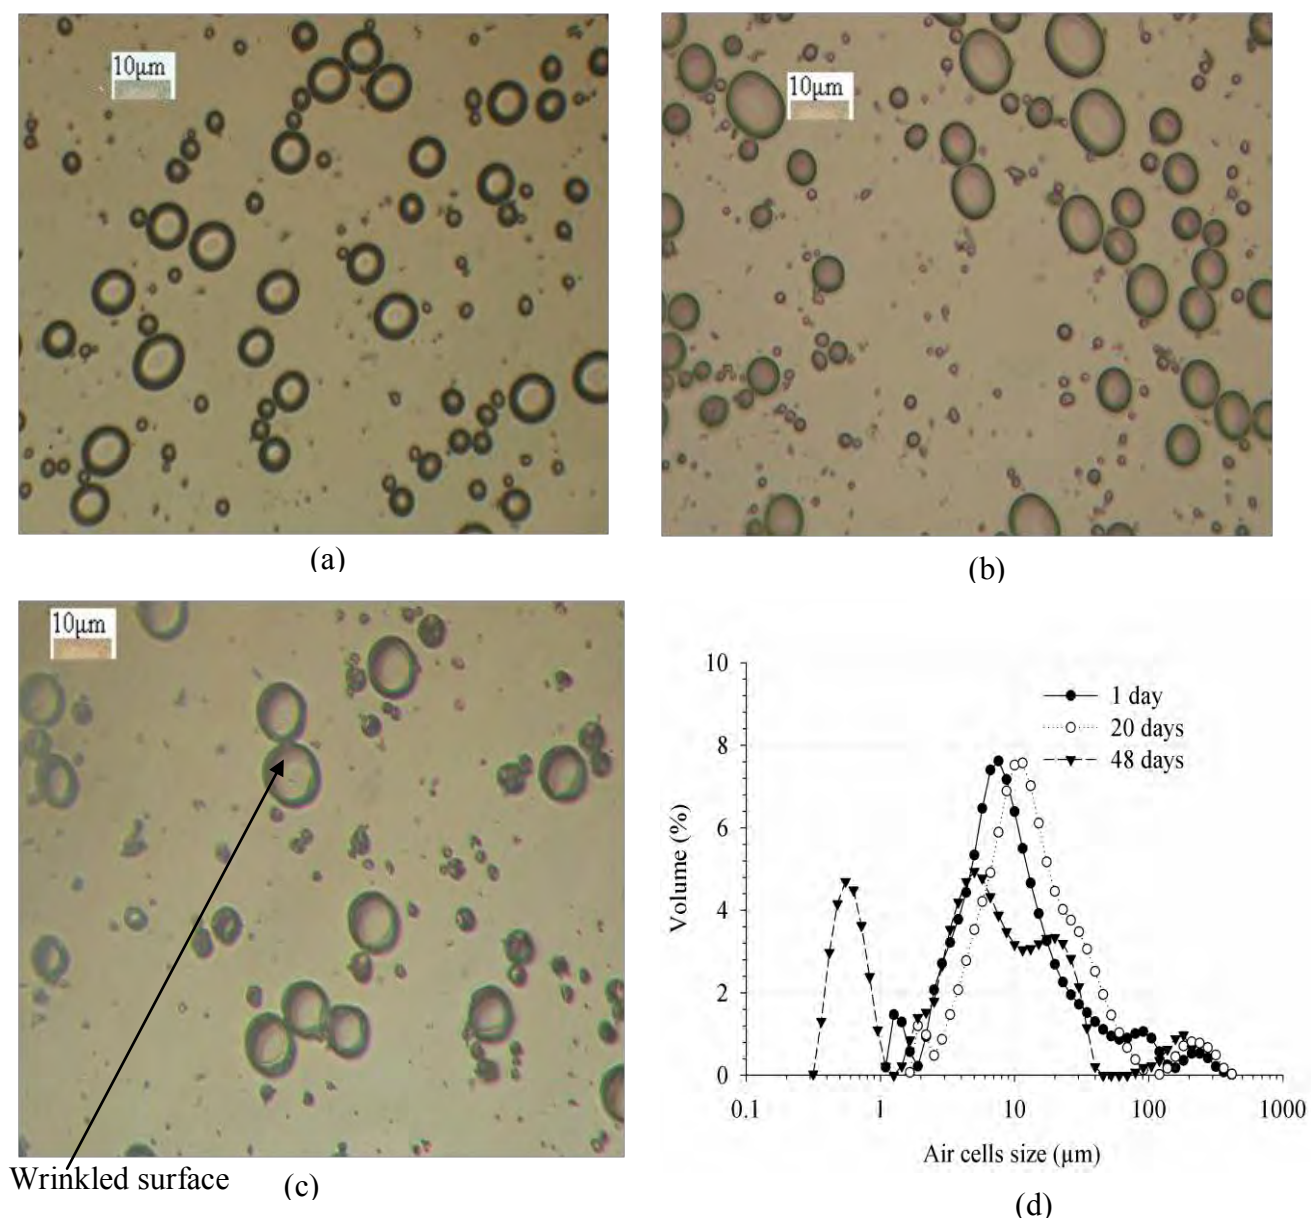 10µm
10µm
(a)
(b)
10µm
Wrinkled surface
(c)
10
8
6
4
2
0
Volume (%)
1 day
20 days
48 days
0.1
1
10
100
1000
Air cells size (µm)
(d)